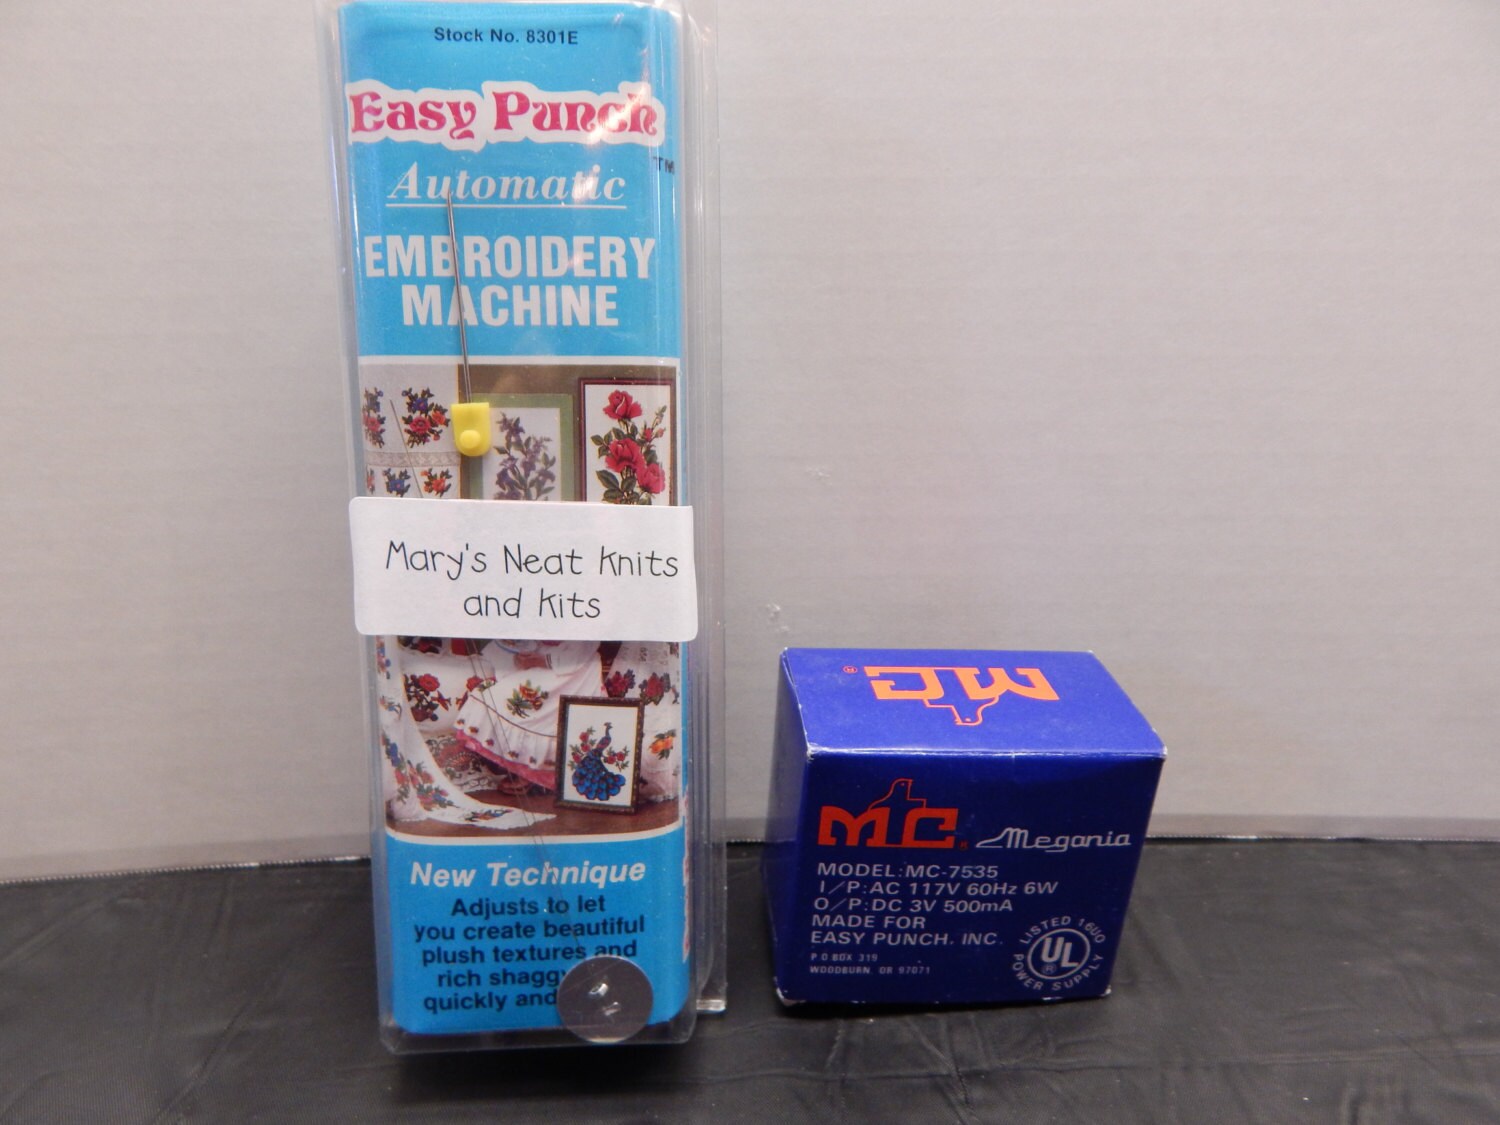 Stock No. 8301E
Easy Punch
TM
Automatic
EMBROIDERY
MACHINE
Mary's Neat Knits
and Kits
New Technique
Adjusts to let
you create beautiful
plush textures and
rich shaggy
quickly and
MC ®
MC ® Megania
MODEL:MC-7535
I/P:AC 117V 60Hz 6W
O/P:DC 3V 500mA
MADE FOR
EASY PUNCH, INC.
P O BOX 319
WOODBURN, OR 97071
LISTED 16U0
UL
POWER SUPPLY